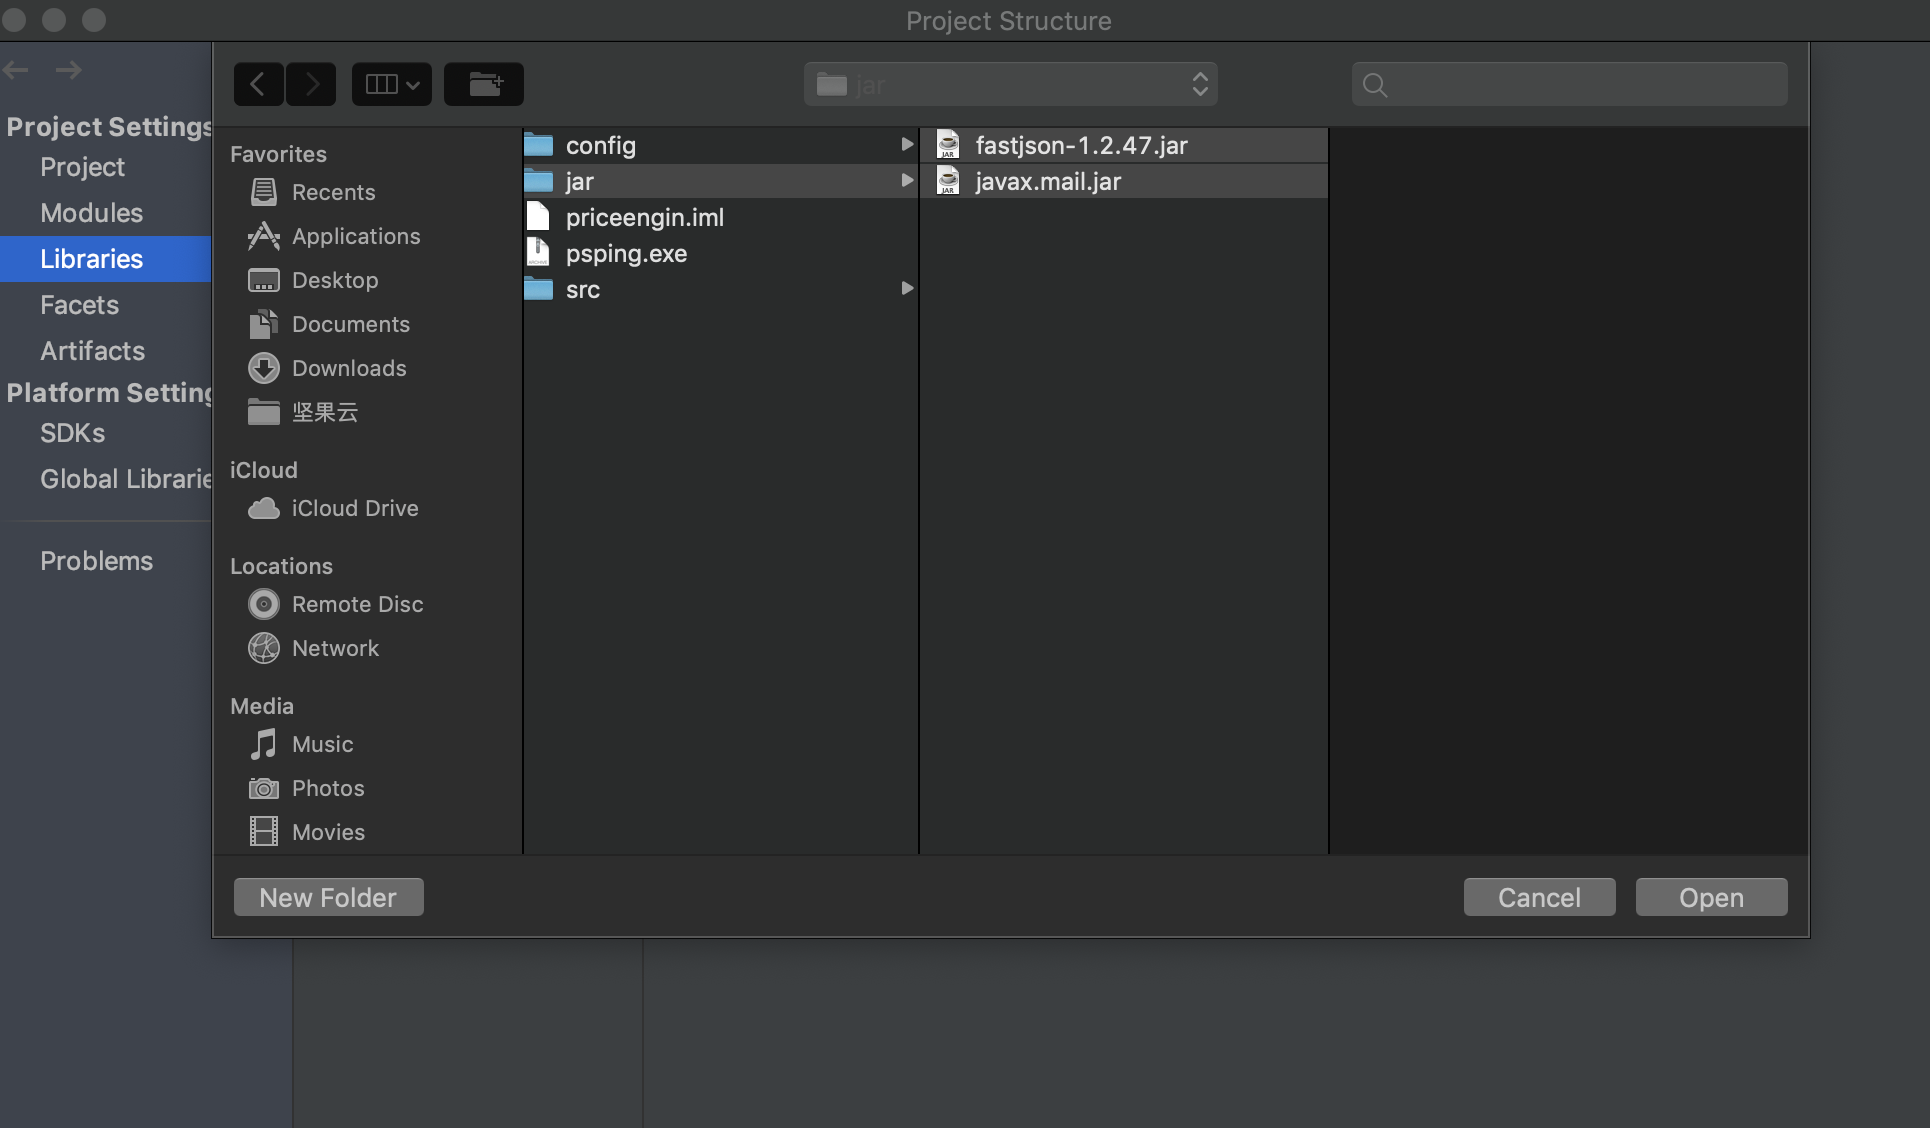 Project Structure
jar
Project Settings
Project
Modules
Libraries
Facets
Artifacts
Platform Setting
SDKs
Global Librarie
Problems
Favorites
Recents
Applications
Desktop
Documents
Downloads
坚果云
iCloud
iCloud Drive
Locations
Remote Disc
Network
Media
Music
Photos
Movies
config
jar
priceengin.iml
psping.exe
src
JAR
fastjson-1.2.47.jar
JAR
javax.mail.jar
New Folder
Cancel
Open